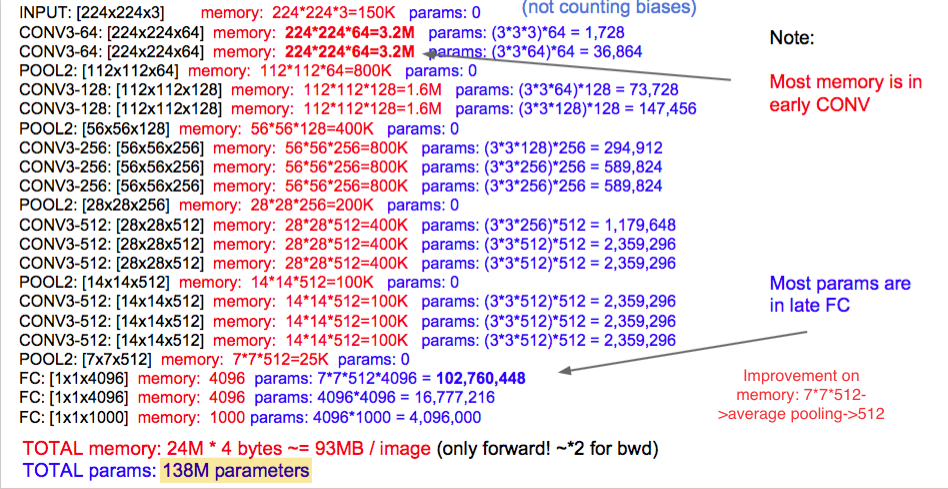 (not counting biases)
INPUT: [224x224x3] memory: 224*224*3=150K params: 0
CONV3-64: [224x224x64] memory: 224*224*64=3.2M params: (3*3*3)*64 = 1,728
CONV3-64: [224x224x64] memory: 224*224*64=3.2M params: (3*3*64)*64 = 36,864
POOL2: [112x112x64] memory: 112*112*64=800K params: 0
CONV3-128: [112x112x128] memory: 112*112*128=1.6M params: (3*3*64)*128 = 73,728
CONV3-128: [112x112x128] memory: 112*112*128=1.6M params: (3*3*128)*128 = 147,456
POOL2: [56x56x128] memory: 56*56*128=400K params: 0
CONV3-256: [56x56x256] memory: 56*56*256=800K params: (3*3*128)*256 = 294,912
CONV3-256: [56x56x256] memory: 56*56*256=800K params: (3*3*256)*256 = 589,824
CONV3-256: [56x56x256] memory: 56*56*256=800K params: (3*3*256)*256 = 589,824
POOL2: [28x28x256] memory: 28*28*256=200K params: 0
CONV3-512: [28x28x512] memory: 28*28*512=400K params: (3*3*256)*512 = 1,179,648
CONV3-512: [28x28x512] memory: 28*28*512=400K params: (3*3*512)*512 = 2,359,296
CONV3-512: [28x28x512] memory: 28*28*512=400K params: (3*3*512)*512 = 2,359,296
POOL2: [14x14x512] memory: 14*14*512=100K params: 0
CONV3-512: [14x14x512] memory: 14*14*512=100K params: (3*3*512)*512 = 2,359,296
CONV3-512: [14x14x512] memory: 14*14*512=100K params: (3*3*512)*512 = 2,359,296
CONV3-512: [14x14x512] memory: 14*14*512=100K params: (3*3*512)*512 = 2,359,296
POOL2: [7x7x512] memory: 7*7*512=25K params: 0
FC: [1x1x4096] memory: 4096 params: 7*7*512*4096 = 102,760,448
FC: [1x1x4096] memory: 4096 params: 4096*4096 = 16,777,216
FC: [1x1x1000] memory: 1000 params: 4096*1000 = 4,096,000
TOTAL memory: 24M * 4 bytes ~= 93MB / image (only forward! ~*2 for bwd)
TOTAL params: 138M parameters
Note:
Most memory is in
early CONV
Most params are
in late FC
Improvement on
memory: 7*7*512-
>average pooling->512